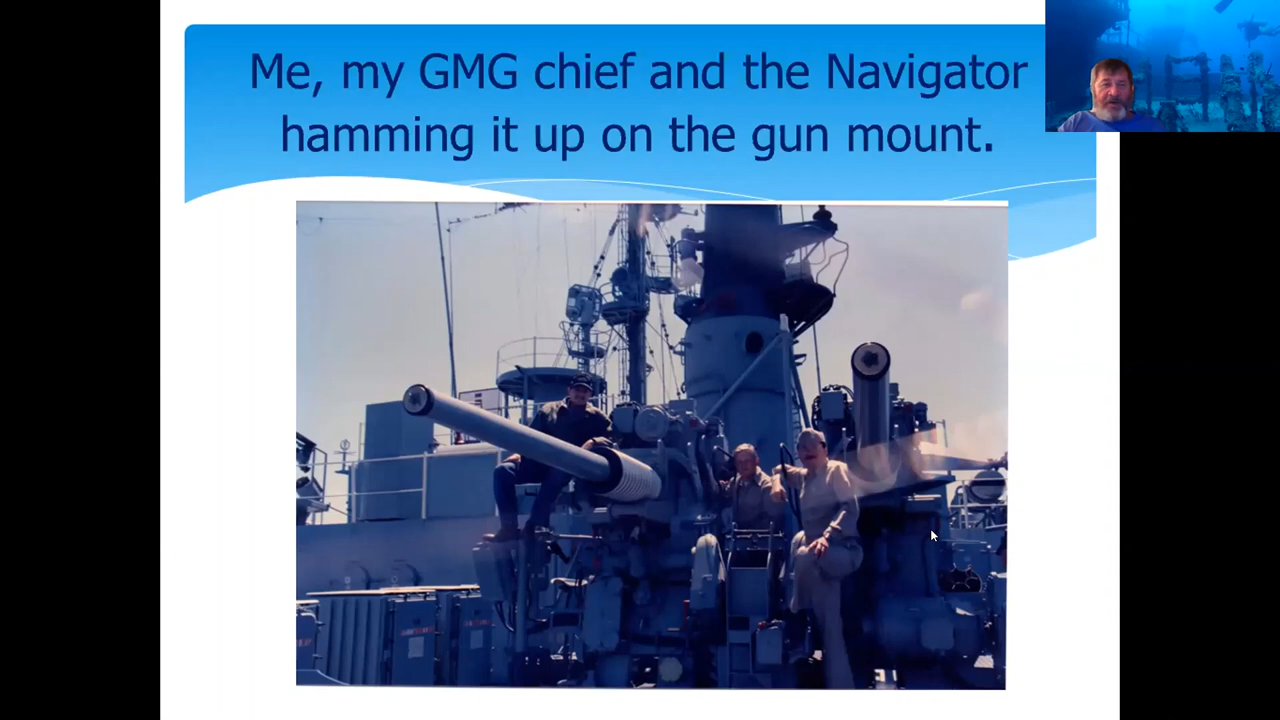 Me, my GMG chief and the Navigator
hamming it up on the gun mount.